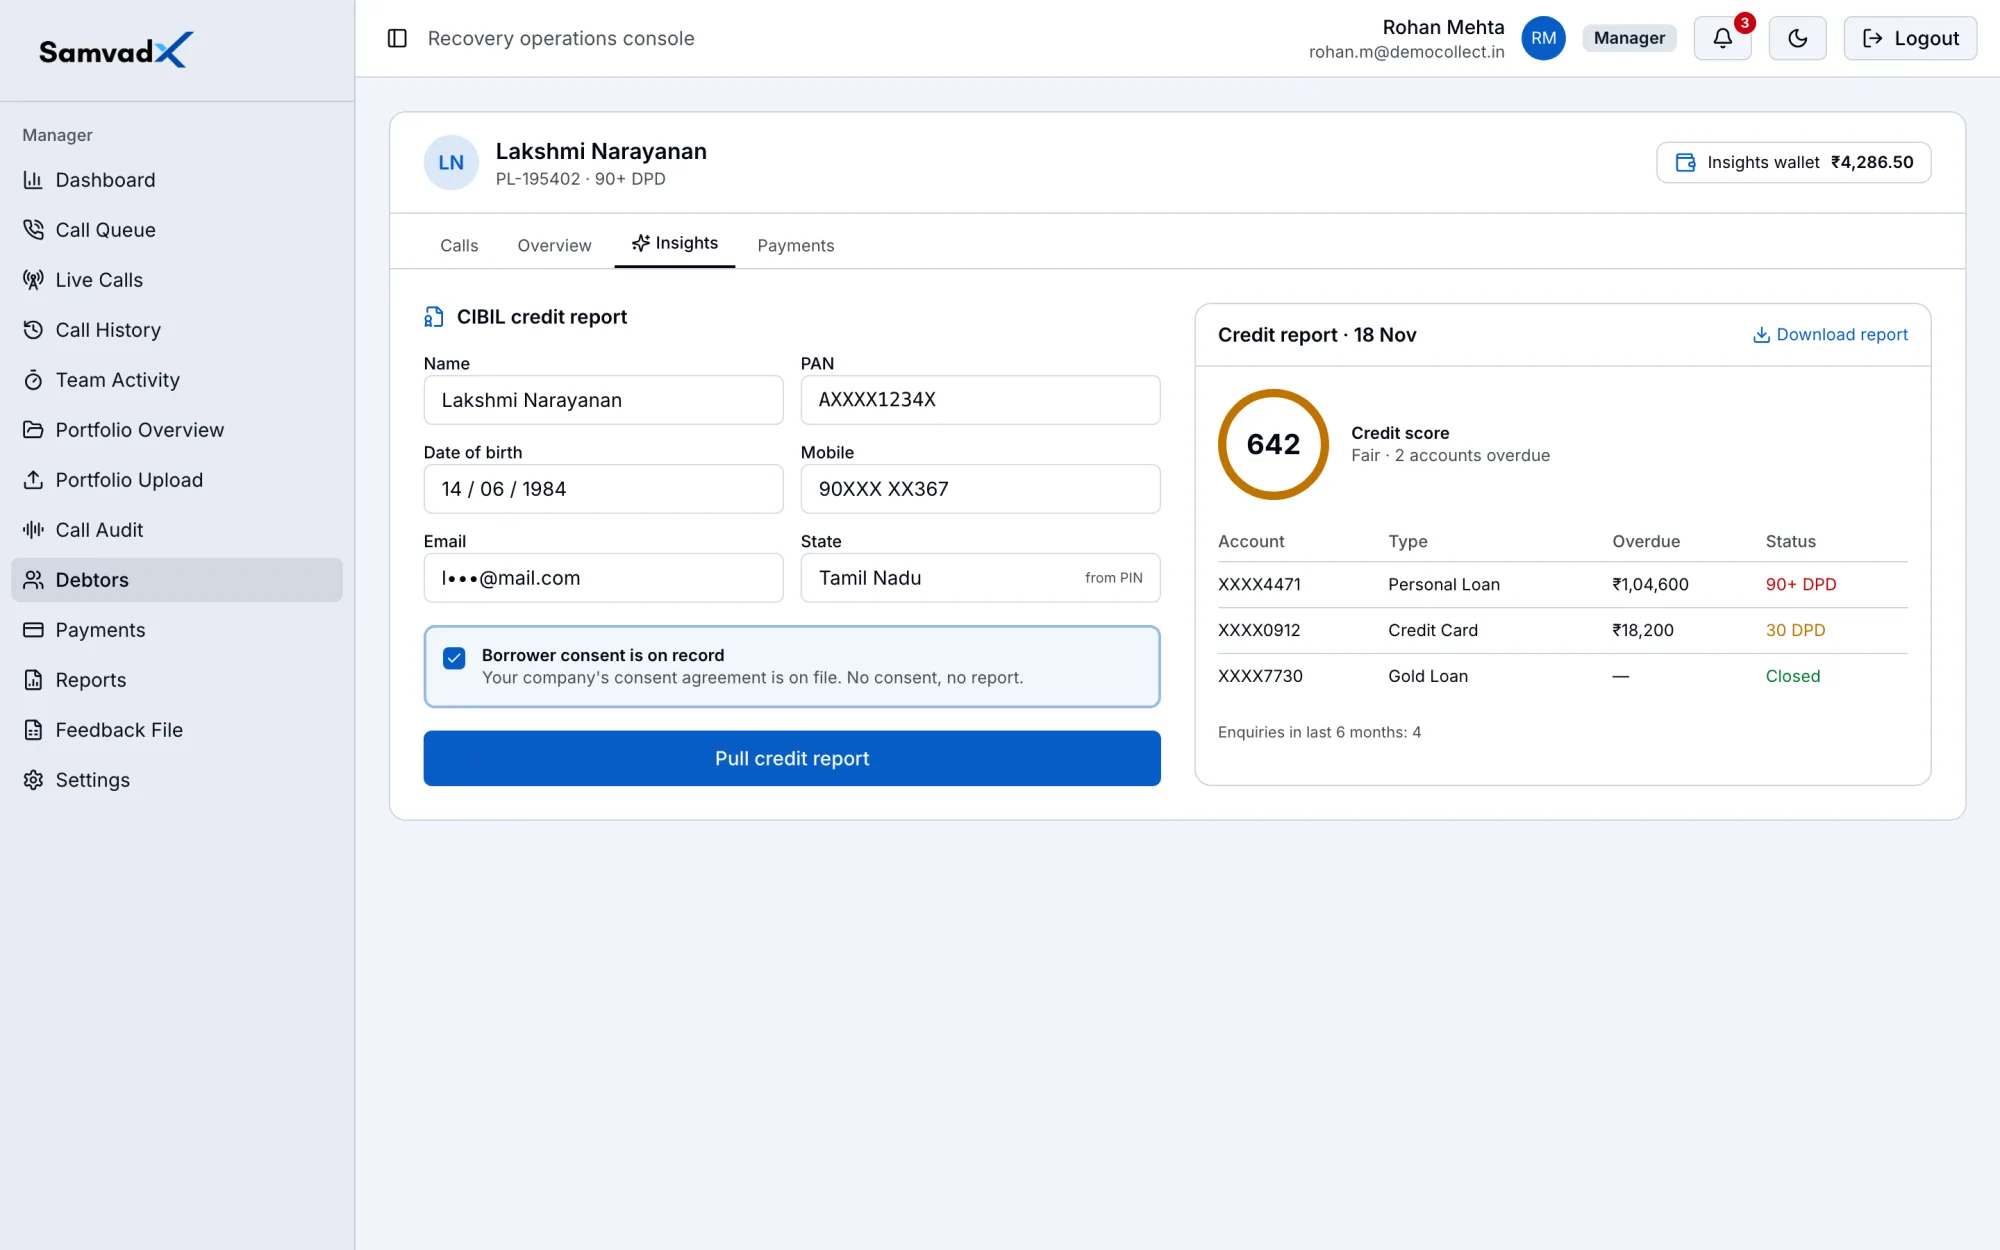 SamvadX
Recovery operations console
Rohan Mehta
rohan.m@democollect.in
RM
Manager
3
Logout
Manager
Dashboard
Call Queue
Live Calls
Call History
Team Activity
Portfolio Overview
Portfolio Upload
Call Audit
Debtors
Payments
Reports
Feedback File
Settings
LN
Lakshmi Narayanan
PL-195402 · 90+ DPD
Insights wallet ₹4,286.50
Calls
Overview
Insights
Payments
CIBIL credit report
Name
Lakshmi Narayanan
PAN
AXXXX1234X
Date of birth
14 / 06 / 1984
Mobile
90XXX XX367
Email
l•••@mail.com
State
Tamil Nadu from PIN
Borrower consent is on record
Your company's consent agreement is on file. No consent, no report.
Pull credit report
Credit report · 18 Nov
Download report
642
Credit score
Fair · 2 accounts overdue
Account Type Overdue Status
XXXX4471 Personal Loan ₹1,04,600 90+ DPD
XXXX0912 Credit Card ₹18,200 30 DPD
XXXX7730 Gold Loan — Closed
Enquiries in last 6 months: 4